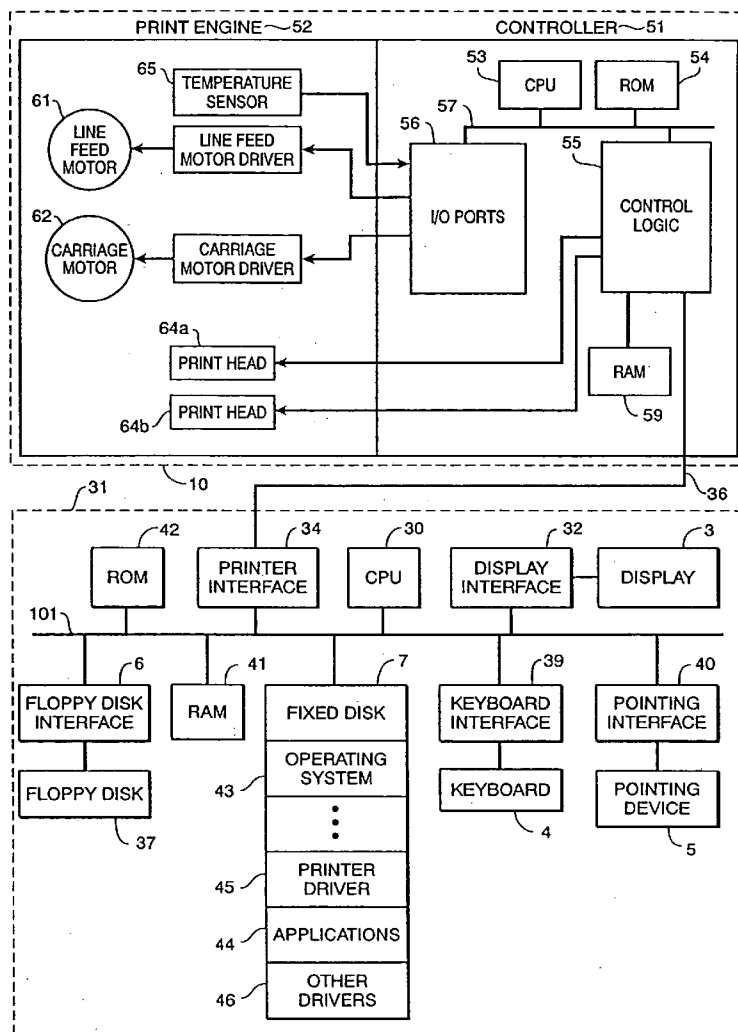 PRINT ENGINE 52
CONTROLLER 51
65
TEMPERATURE
SENSOR
53
CPU
ROM
54
61
LINE
FEED
MOTOR
LINE FEED
MOTOR DRIVER
56
57
55
I/O PORTS
CONTROL
LOGIC
62
CARRIAGE
MOTOR
CARRIAGE
MOTOR DRIVER
64a
PRINT HEAD
RAM
59
PRINT HEAD
64b
10
36
31
42
ROM
34
PRINTER
INTERFACE
30
CPU
32
DISPLAY
INTERFACE
3
DISPLAY
101
6
FLOPPY DISK
INTERFACE
41
RAM
7
FIXED DISK
39
KEYBOARD
INTERFACE
40
POINTING
INTERFACE
FLOPPY DISK
37
43
OPERATING
SYSTEM
KEYBOARD
4
POINTING
DEVICE
5
45
PRINTER
DRIVER
44
APPLICATIONS
46
OTHER
DRIVERS